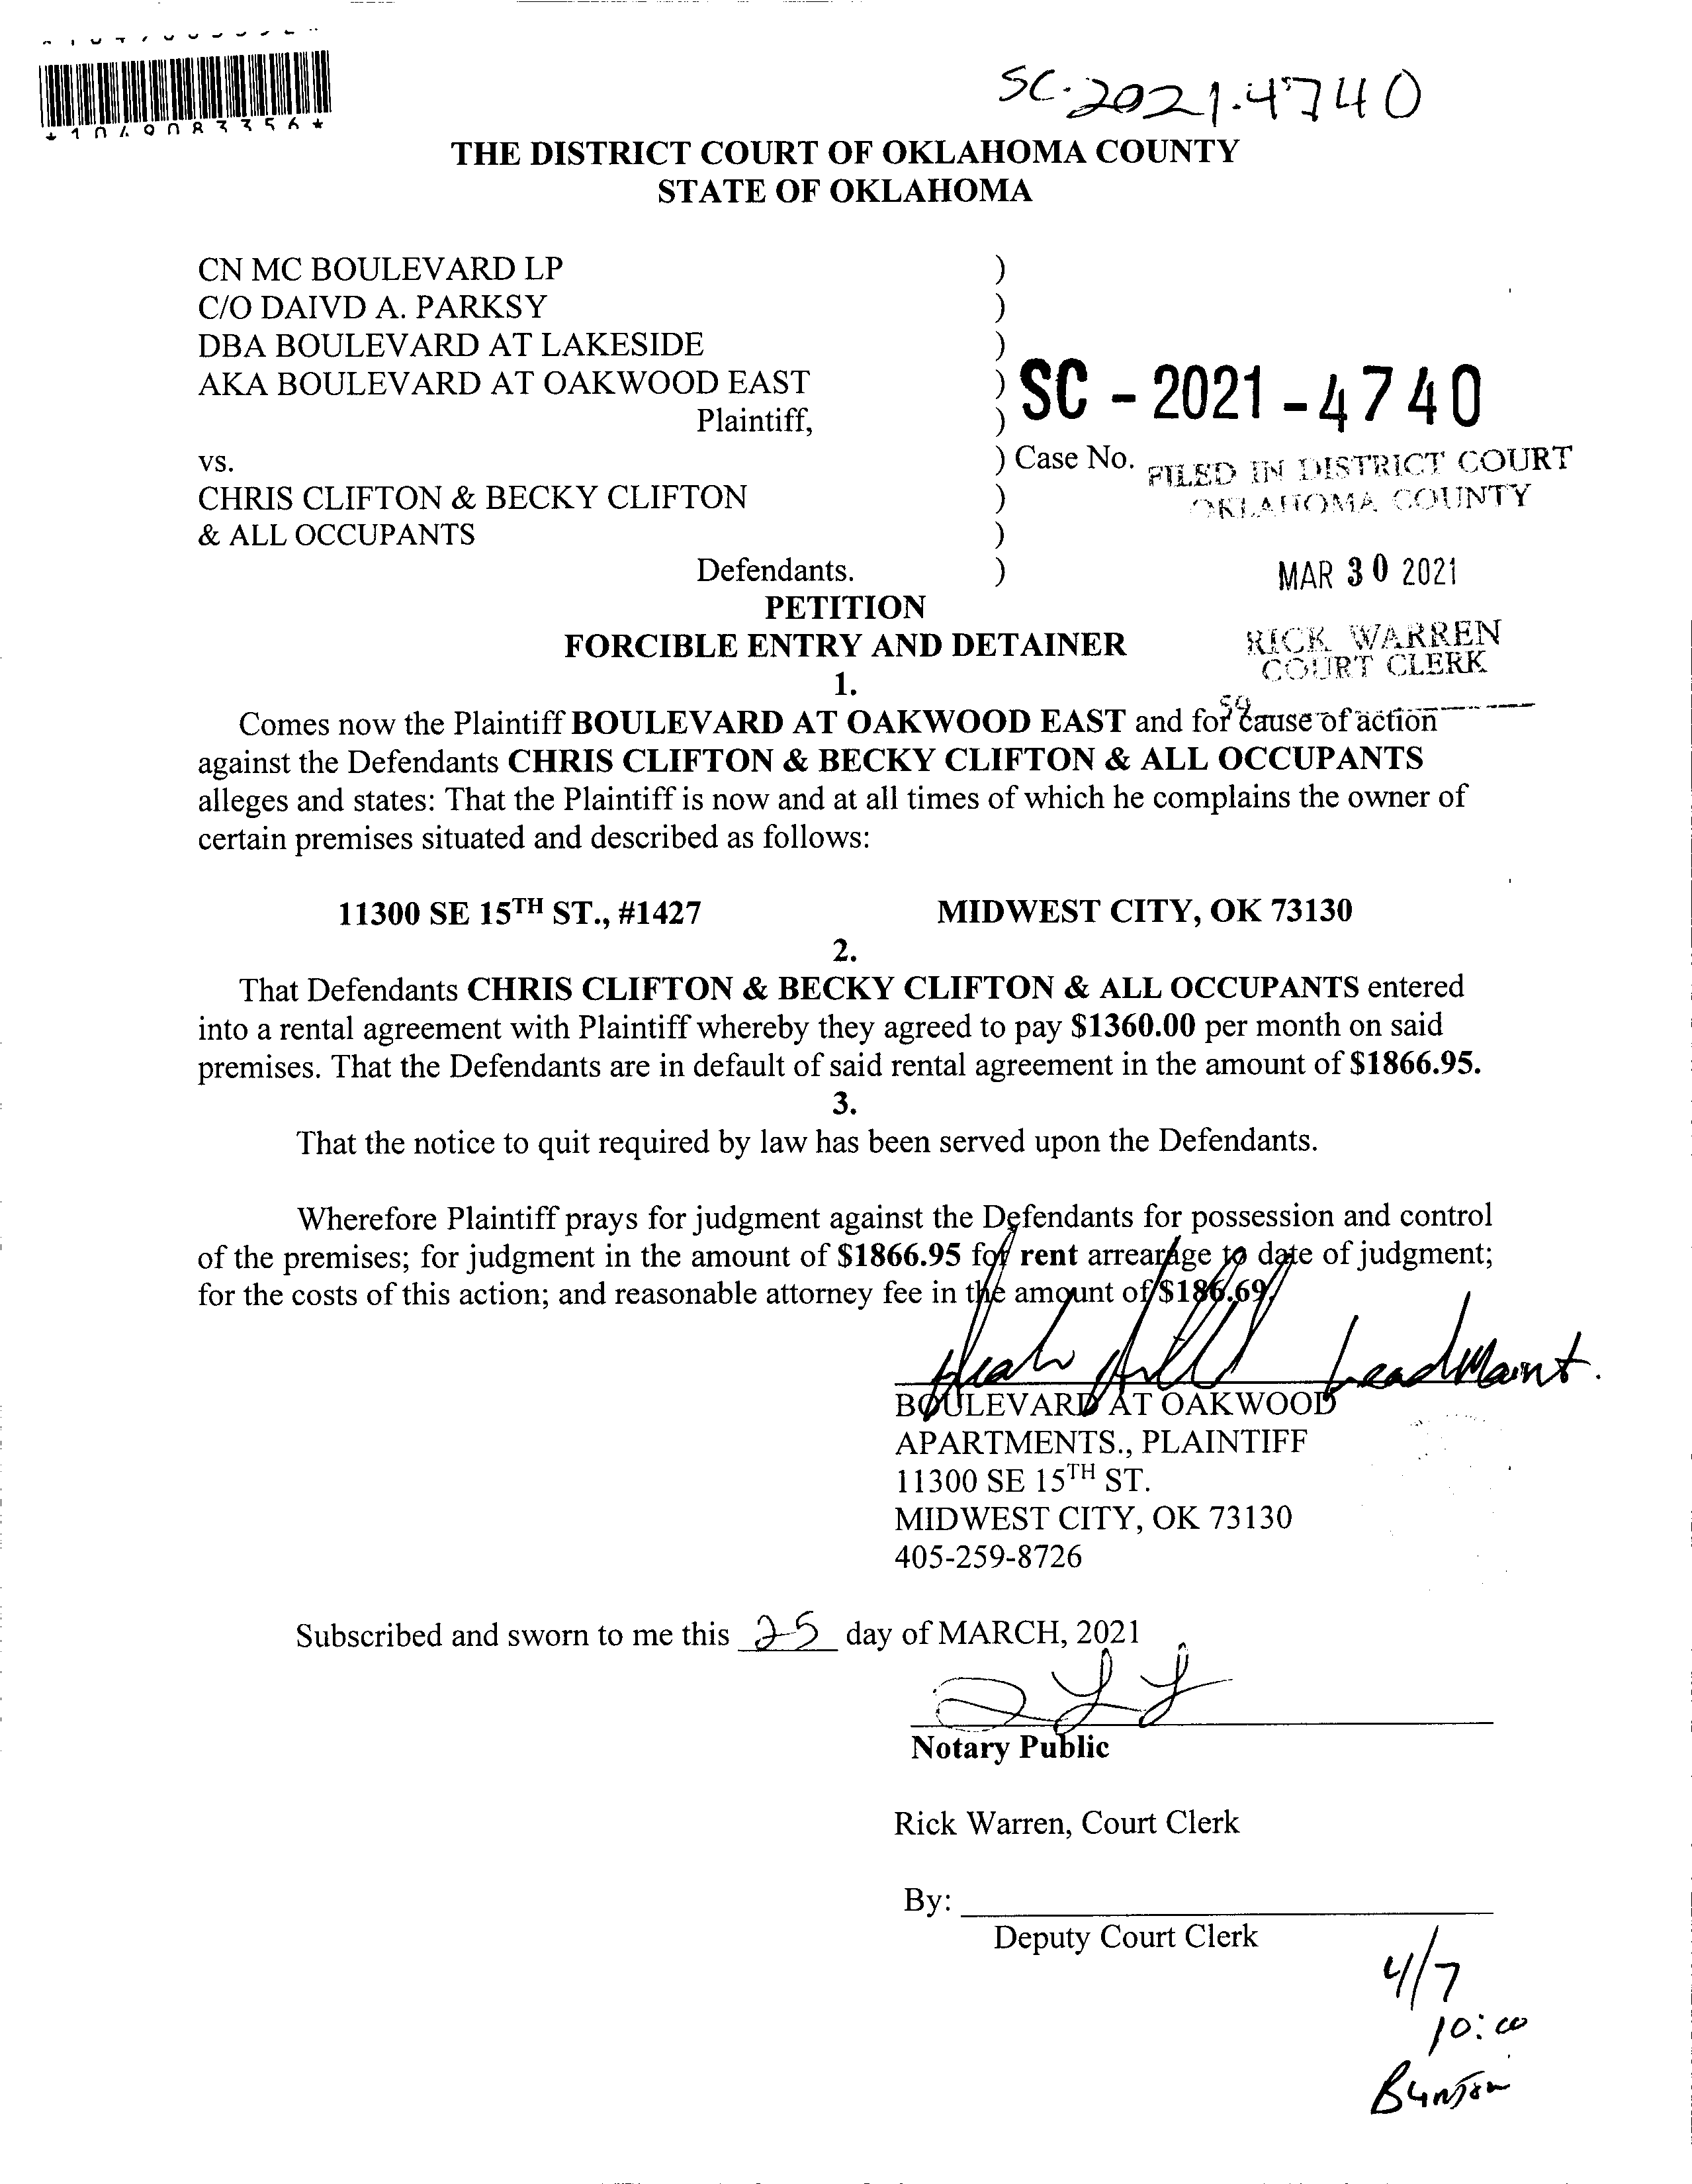 *1049083356*
SC-2021-4740
THE DISTRICT COURT OF OKLAHOMA COUNTY
STATE OF OKLAHOMA
CN MC BOULEVARD LP )
C/O DAIVD A. PARKSY )
DBA BOULEVARD AT LAKESIDE )
AKA BOULEVARD AT OAKWOOD EAST ) SC - 2021 - 4740
Plaintiff, )
vs. ) Case No. FILED IN DISTRICT COURT
OKLAHOMA COUNTY
CHRIS CLIFTON & BECKY CLIFTON )
& ALL OCCUPANTS )
Defendants. ) MAR 30 2021
PETITION
FORCIBLE ENTRY AND DETAINER
RICK WARREN
COURT CLERK
1.
59
Comes now the Plaintiff BOULEVARD AT OAKWOOD EAST and for cause of action
against the Defendants CHRIS CLIFTON & BECKY CLIFTON & ALL OCCUPANTS
alleges and states: That the Plaintiff is now and at all times of which he complains the owner of
certain premises situated and described as follows:
11300 SE 15TH ST., #1427 MIDWEST CITY, OK 73130
2.
That Defendants CHRIS CLIFTON & BECKY CLIFTON & ALL OCCUPANTS entered
into a rental agreement with Plaintiff whereby they agreed to pay $1360.00 per month on said
premises. That the Defendants are in default of said rental agreement in the amount of $1866.95.
3.
That the notice to quit required by law has been served upon the Defendants.
Wherefore Plaintiff prays for judgment against the Defendants for possession and control
of the premises; for judgment in the amount of $1866.95 for rent arrearage to date of judgment;
for the costs of this action; and reasonable attorney fee in the amount of $186.69.
Lead Maint.
BOULEVARD AT OAKWOOD
APARTMENTS., PLAINTIFF
11300 SE 15TH ST.
MIDWEST CITY, OK 73130
405-259-8726
Subscribed and sworn to me this 25 day of MARCH, 2021
Notary Public
Rick Warren, Court Clerk
By:
Deputy Court Clerk
4/7
10:00